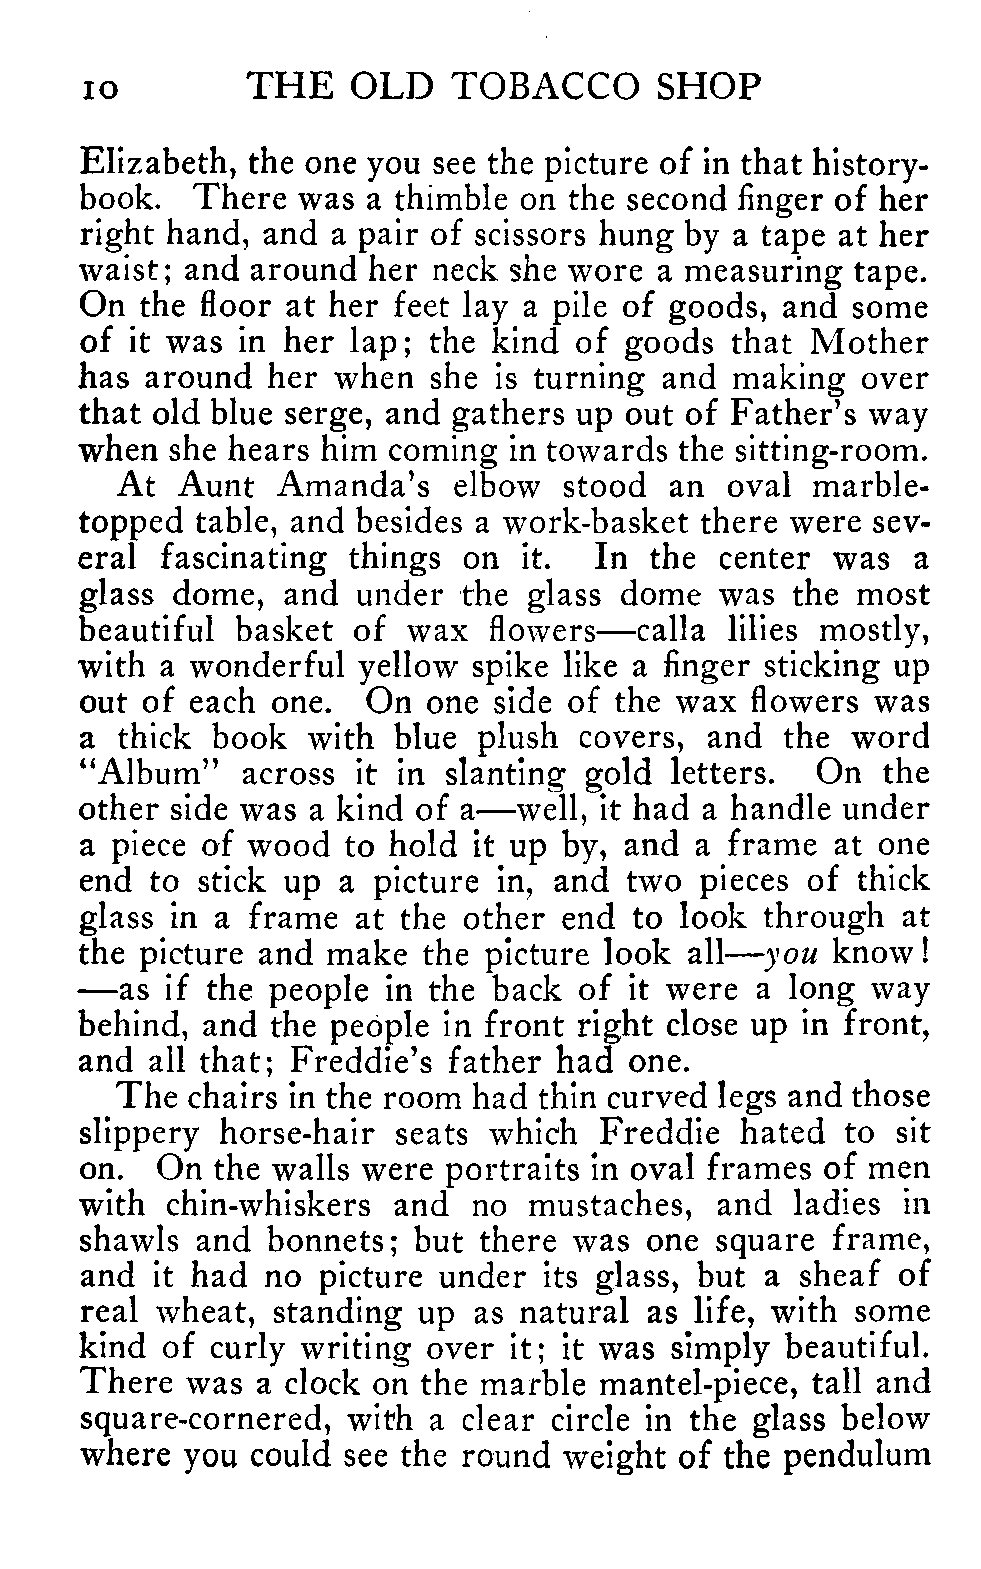 10 THE OLD TOBACCO SHOP
Elizabeth, the one you see the picture of in that history-
book. There was a thimble on the second finger of her
right hand, and a pair of scissors hung by a tape at her
waist; and around her neck she wore a measuring tape.
On the floor at her feet lay a pile of goods, and some
of it was in her lap; the kind of goods that Mother
has around her when she is turning and making over
that old blue serge, and gathers up out of Father's way
when she hears him coming in towards the sitting-room.
At Aunt Amanda's elbow stood an oval marble-
topped table, and besides a work-basket there were sev-
eral fascinating things on it. In the center was a
glass dome, and under the glass dome was the most
beautiful basket of wax flowers—calla lilies mostly,
with a wonderful yellow spike like a finger sticking up
out of each one. On one side of the wax flowers was
a thick book with blue plush covers, and the word
"Album" across it in slanting gold letters. On the
other side was a kind of a—well, it had a handle under
a piece of wood to hold it up by, and a frame at one
end to stick up a picture in, and two pieces of thick
glass in a frame at the other end to look through at
the picture and make the picture look all—you know!
—as if the people in the back of it were a long way
behind, and the people in front right close up in front,
and all that; Freddie's father had one.
The chairs in the room had thin curved legs and those
slippery horse-hair seats which Freddie hated to sit
on. On the walls were portraits in oval frames of men
with chin-whiskers and no mustaches, and ladies in
shawls and bonnets; but there was one square frame,
and it had no picture under its glass, but a sheaf of
real wheat, standing up as natural as life, with some
kind of curly writing over it; it was simply beautiful.
There was a clock on the marble mantel-piece, tall and
square-cornered, with a clear circle in the glass below
where you could see the round weight of the pendulum